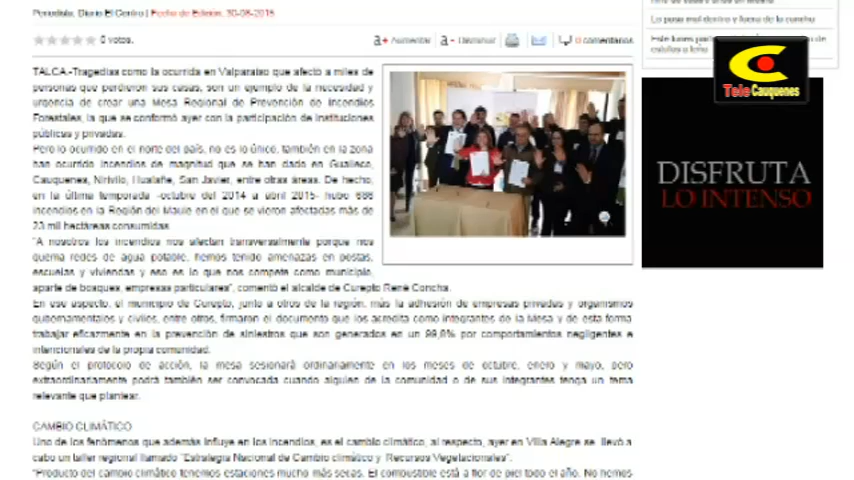 Periodista: Diario El Centro | Fecha de Edición: 30-08-2015
0 votos.
Aumentar
Disminuir
0 comentarios
TALCA.-Tragedias como la ocurrida en Valparaíso que afectó a miles de
personas que perdieron sus casas, son un ejemplo de la necesidad y
urgencia de crear una Mesa Regional de Prevención de Incendios
Forestales, la que se conformó ayer con la participación de instituciones
públicas y privadas.
Pero lo ocurrido en el norte del país, no es lo único, también en la zona
han ocurrido incendios de magnitud que se han dado en Gualleco,
Cauquenes, Nirivilo, Hualañe, San Javier, entre otras áreas. De hecho,
en la última temporada -octubre del 2014 a abril 2015- hubo 686
incendios en la Región del Maule en el que se vieron afectadas más de
23 mil hectáreas consumidas.
"A nosotros los incendios nos afectan transversalmente porque nos
quema redes de agua potable, hemos tenido amenazas en postas,
escuelas y viviendas y eso es lo que nos compete como municipio,
aparte de bosques, empresas particulares", comentó el alcalde de Curepto René Concha.
En ese aspecto, el municipio de Curepto, junto a otros de la región, más la adhesión de empresas privadas y organismos
gubernamentales y civiles, entre otros, firmaron el documento que los acredita como integrantes de la Mesa y de esta forma
trabajar eficazmente en la prevención de siniestros que son generados en un 99,8% por comportamientos negligentes e
intencionales de la propia comunidad.
Según el protocolo de acción, la mesa sesionará ordinariamente en los meses de octubre, enero y mayo, pero
extraordinariamente podrá también ser convocada cuando alguien de la comunidad o de sus integrantes tenga un tema
relevante que plantear.
CAMBIO CLIMÁTICO
Uno de los fenómenos que además influye en los incendios, es el cambio climático, al respecto, ayer en Villa Alegre se llevó a
cabo un taller regional llamado "Estrategia Nacional de Cambio climático y Recursos Vegetacionales".
"Producto del cambio climático tenemos estaciones mucho más secas. El combustible está a flor de piel todo el año. No hemos
Lo pasa mal dentro y fuera de la cancha
Este lunes
TeleCauquenes
DISFRUTA
LO INTENSO